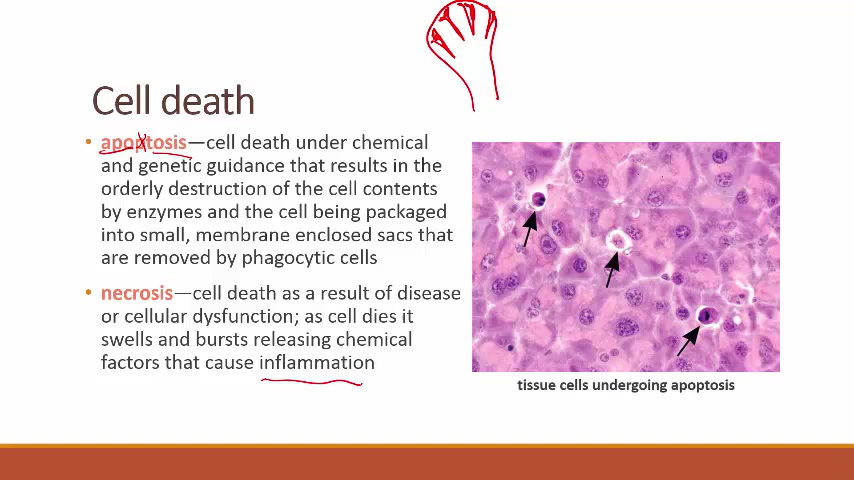 Cell death
• apoptosis—cell death under chemical
and genetic guidance that results in the
orderly destruction of the cell contents
by enzymes and the cell being packaged
into small, membrane enclosed sacs that
are removed by phagocytic cells
• necrosis—cell death as a result of disease
or cellular dysfunction; as cell dies it
swells and bursts releasing chemical
factors that cause inflammation
tissue cells undergoing apoptosis